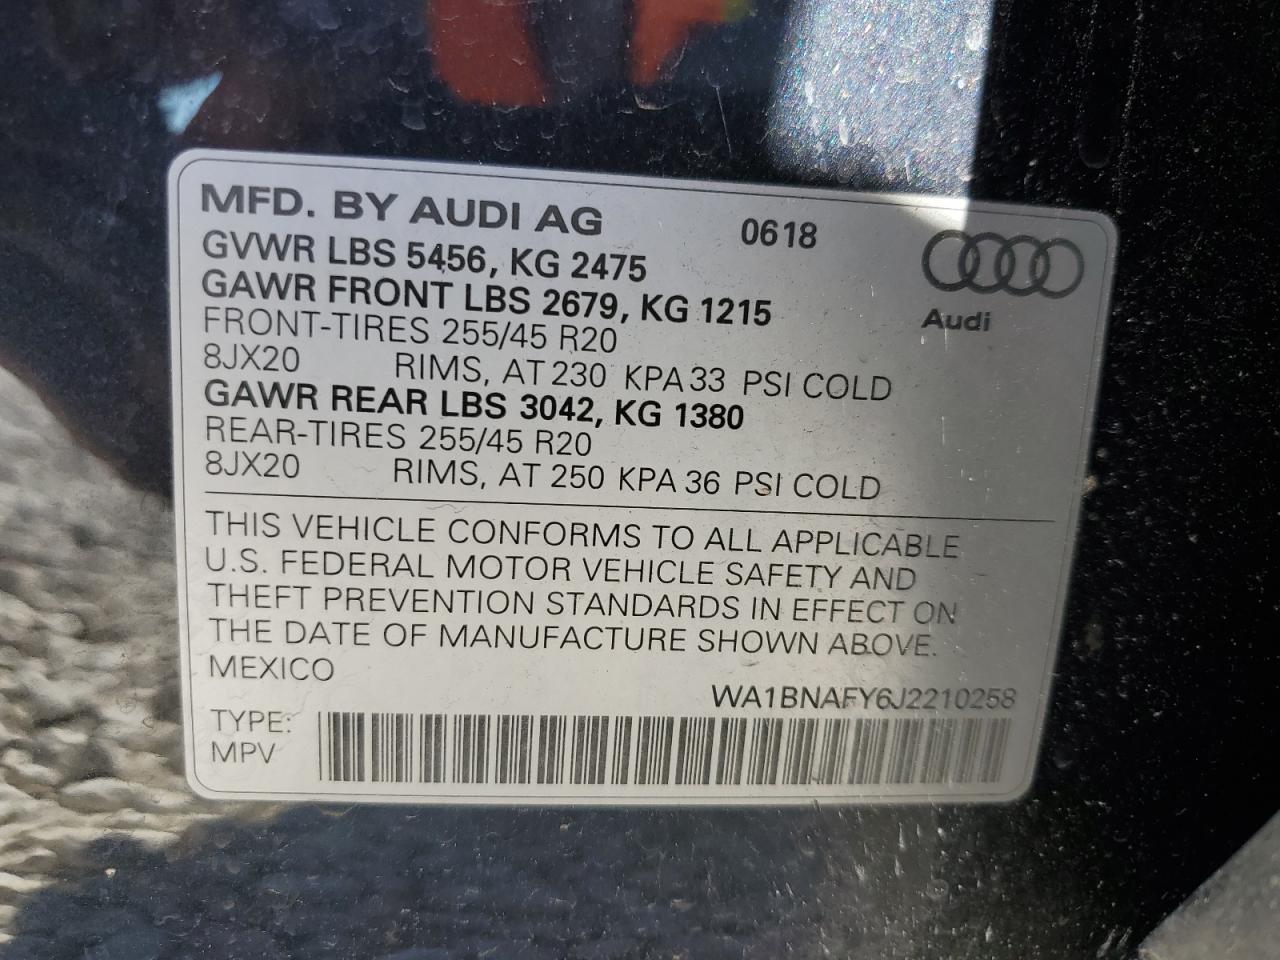 MFD. BY AUDI AG 0618
GVWR LBS 5456, KG 2475
GAWR FRONT LBS 2679, KG 1215
Audi
FRONT-TIRES 255/45 R20
8JX20 RIMS, AT 230 KPA 33 PSI COLD
GAWR REAR LBS 3042, KG 1380
REAR-TIRES 255/45 R20
8JX20 RIMS, AT 250 KPA 36 PSI COLD
THIS VEHICLE CONFORMS TO ALL APPLICABLE
U.S. FEDERAL MOTOR VEHICLE SAFETY AND
THEFT PREVENTION STANDARDS IN EFFECT ON
THE DATE OF MANUFACTURE SHOWN ABOVE.
MEXICO
WA1BNAFY6J2210258
TYPE:
MPV